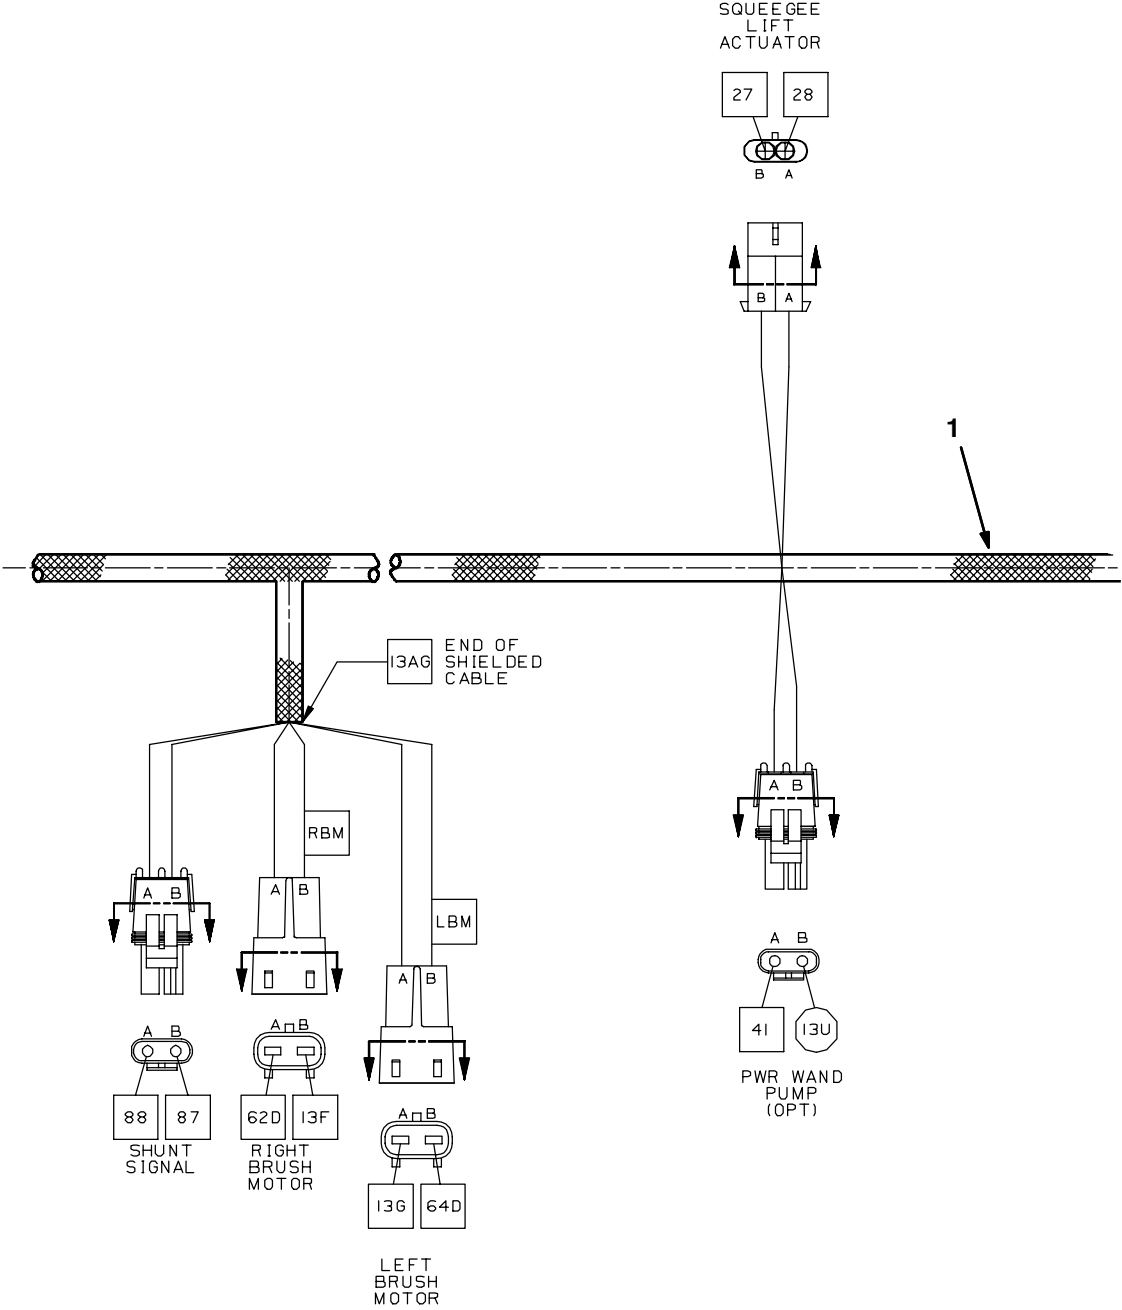 SQUEEGEE
LIFT
ACTUATOR
27 28
B A
B A
1
13AG
END OF
SHIELDED
CABLE
RBM
LBM
A B
A B
A B
A B
A B
A B
A B
A B
88 87
SHUNT
SIGNAL
62D 13F
RIGHT
BRUSH
MOTOR
13G 64D
LEFT
BRUSH
MOTOR
41 13U
PWR WAND
PUMP
(OPT)